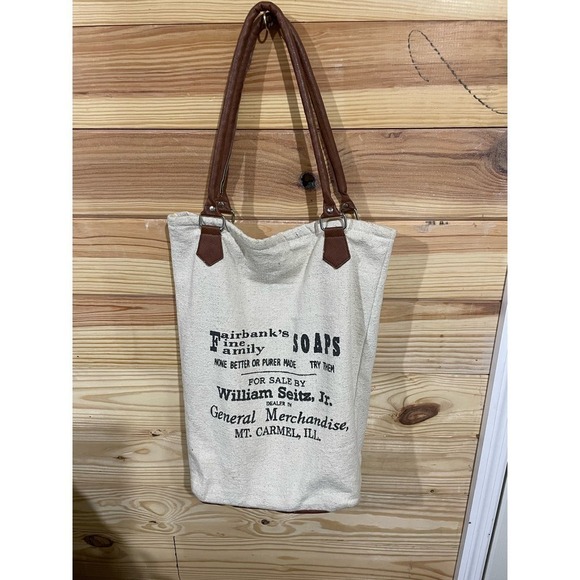 Fairbank's
Fine
Family SOAPS
NONE BETTER OR PURER MADE TRY THEM
FOR SALE BY
William Seitz, Jr.
DEALER IN
General Merchandise,
MT. CARMEL, ILL.